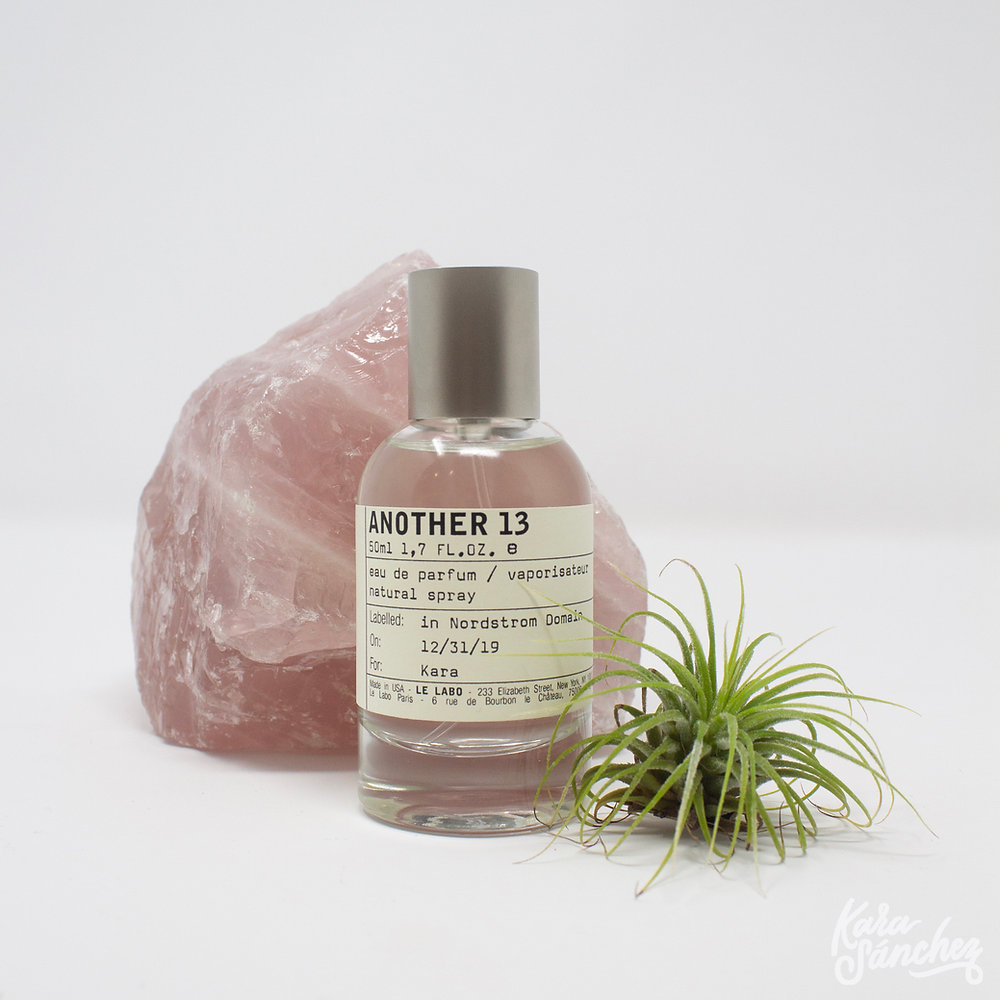 ANOTHER 13
50ml 1,7 FL.OZ. e
eau de parfum / vaporisateur
natural spray
Labelled: in Nordstrom Domain
On: 12/31/19
For: Kara
Made in USA - LE LABO - 233 Elizabeth Street, New York, NY
Le Labo Paris - 6 rue de Bourbon le Château,
Kara
Sánchez